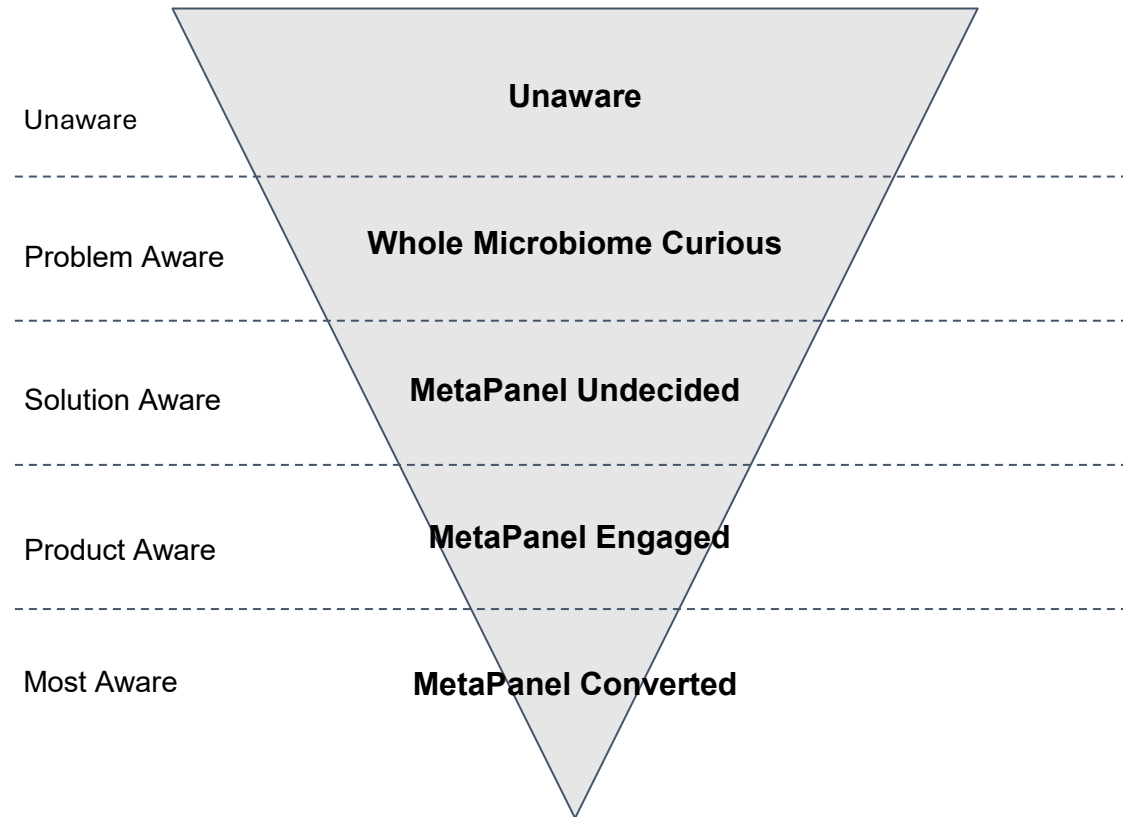 Unaware
Unaware
Problem Aware
Whole Microbiome Curious
Solution Aware
MetaPanel Undecided
Product Aware
MetaPanel Engaged
Most Aware
MetaPanel Converted